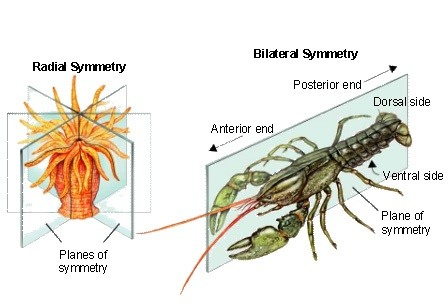 Radial Symmetry
Planes of
symmetry
Bilateral Symmetry
Posterior end
Dorsal side
Anterior end
Ventral side
Plane of
symmetry